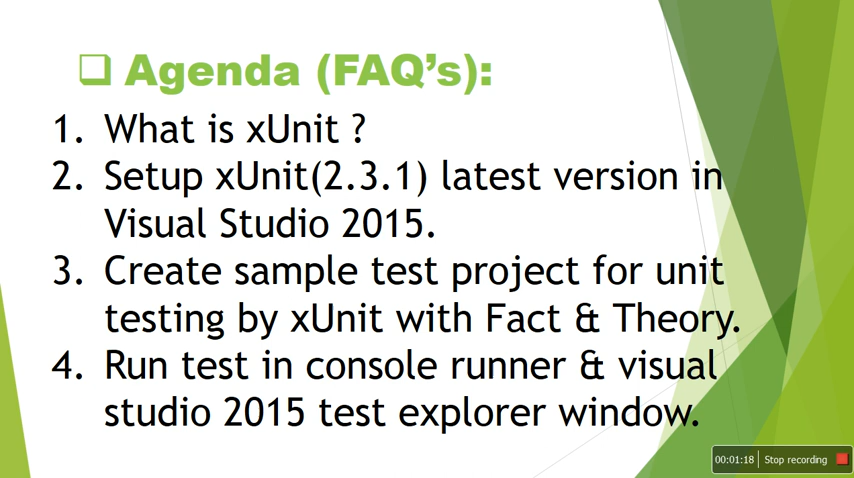 ❑ Agenda (FAQ’s):
1. What is xUnit ?
2. Setup xUnit(2.3.1) latest version in
Visual Studio 2015.
3. Create sample test project for unit
testing by xUnit with Fact & Theory.
4. Run test in console runner & visual
studio 2015 test explorer window.
00:01:18 Stop recording